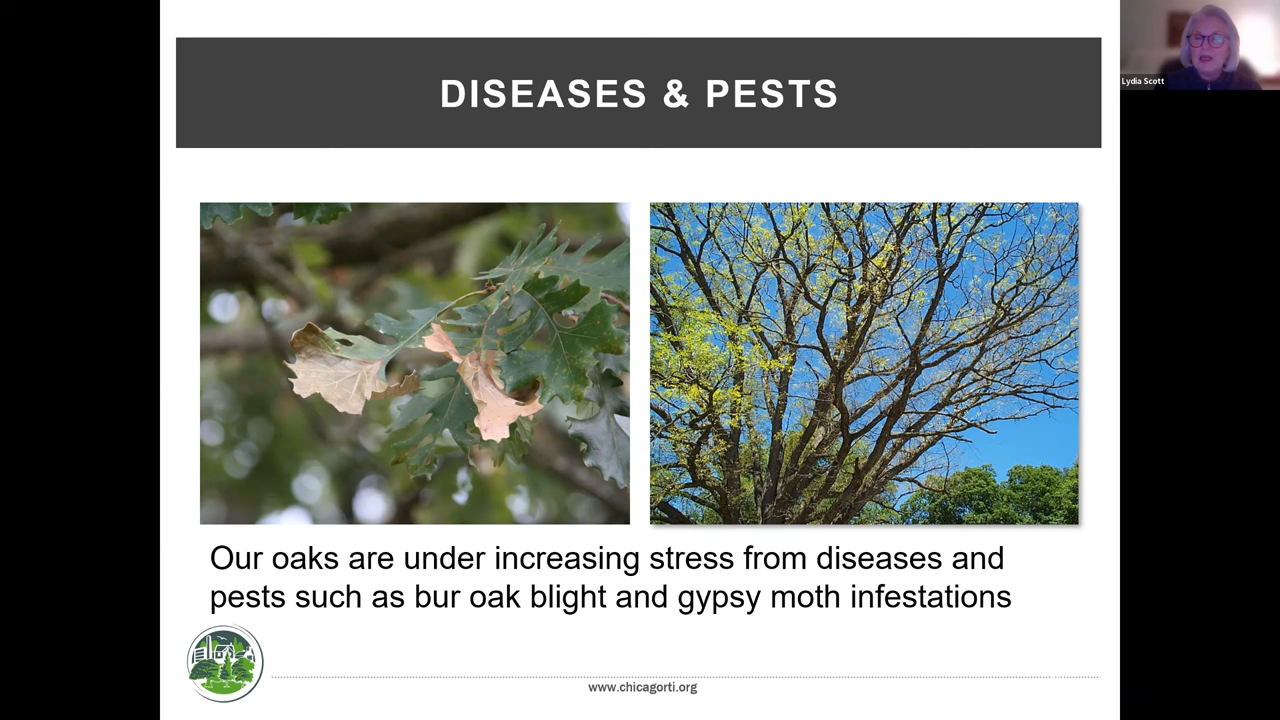 DISEASES & PESTS
Lydia Scott
Our oaks are under increasing stress from diseases and
pests such as bur oak blight and gypsy moth infestations
www.chicagorti.org